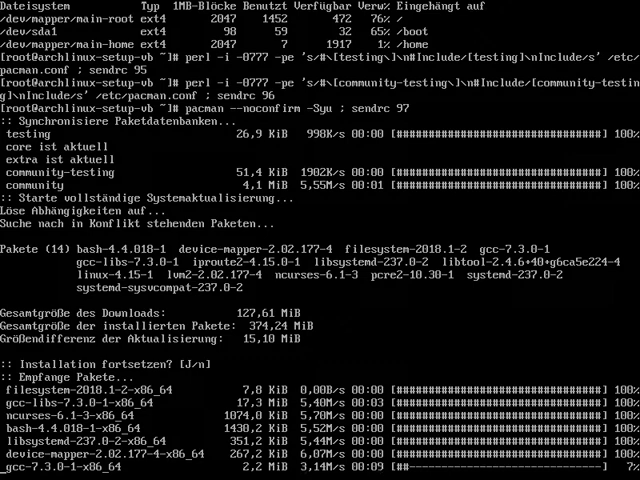 Dateisystem Typ 1MB-Blöcke Benutzt Verfügbar Verw% Eingehängt auf
/dev/mapper/main-root ext4 2047 1452 472 76% /
/dev/sda1 ext4 98 59 32 65% /boot
/dev/mapper/main-home ext4 2047 7 1917 1% /home
[root@archlinux-setup-vb ~]# perl -i -0777 -pe 's/#\[testing\]\n#Include/[testing]\nInclude/s' /etc/
pacman.conf ; sendrc 95
[root@archlinux-setup-vb ~]# perl -i -0777 -pe 's/#\[community-testing\]\n#Include/[community-testin
g]\nInclude/s' /etc/pacman.conf ; sendrc 96
[root@archlinux-setup-vb ~]# pacman --noconfirm -Syu ; sendrc 97
:: Synchronisiere Paketdatenbanken...
testing 26,9 KiB 998K/s 00:00 [################################] 100%
core ist aktuell
extra ist aktuell
community-testing 51,4 KiB 1902K/s 00:00 [################################] 100%
community 4,1 MiB 5,55M/s 00:01 [################################] 100%
:: Starte vollständige Systemaktualisierung...
Löse Abhängigkeiten auf...
Suche nach in Konflikt stehenden Paketen...
Pakete (14) bash-4.4.018-1 device-mapper-2.02.177-4 filesystem-2018.1-2 gcc-7.3.0-1
gcc-libs-7.3.0-1 iproute2-4.15.0-1 libsystemd-237.0-2 libtool-2.4.6+40+g6ca5e224-4
linux-4.15-1 lvm2-2.02.177-4 ncurses-6.1-3 pcre2-10.30-1 systemd-237.0-2
systemd-sysvcompat-237.0-2
Gesamtgröße des Downloads: 127,61 MiB
Gesamtgröße der installierten Pakete: 374,24 MiB
Größendifferenz der Aktualisierung: 15,10 MiB
:: Installation fortsetzen? [J/n]
:: Empfange Pakete...
filesystem-2018.1-2-x86_64 7,8 KiB 0,00B/s 00:00 [################################] 100%
gcc-libs-7.3.0-1-x86_64 17,3 MiB 5,40M/s 00:03 [################################] 100%
ncurses-6.1-3-x86_64 1074,0 KiB 5,70M/s 00:00 [################################] 100%
bash-4.4.018-1-x86_64 1430,2 KiB 5,52M/s 00:00 [################################] 100%
libsystemd-237.0-2-x86_64 351,2 KiB 5,44M/s 00:00 [################################] 100%
device-mapper-2.02.177-4-x86_64 267,2 KiB 6,07M/s 00:00 [################################] 100%
gcc-7.3.0-1-x86_64 2,2 MiB 3,14M/s 00:09 [##------------------------------] 7%